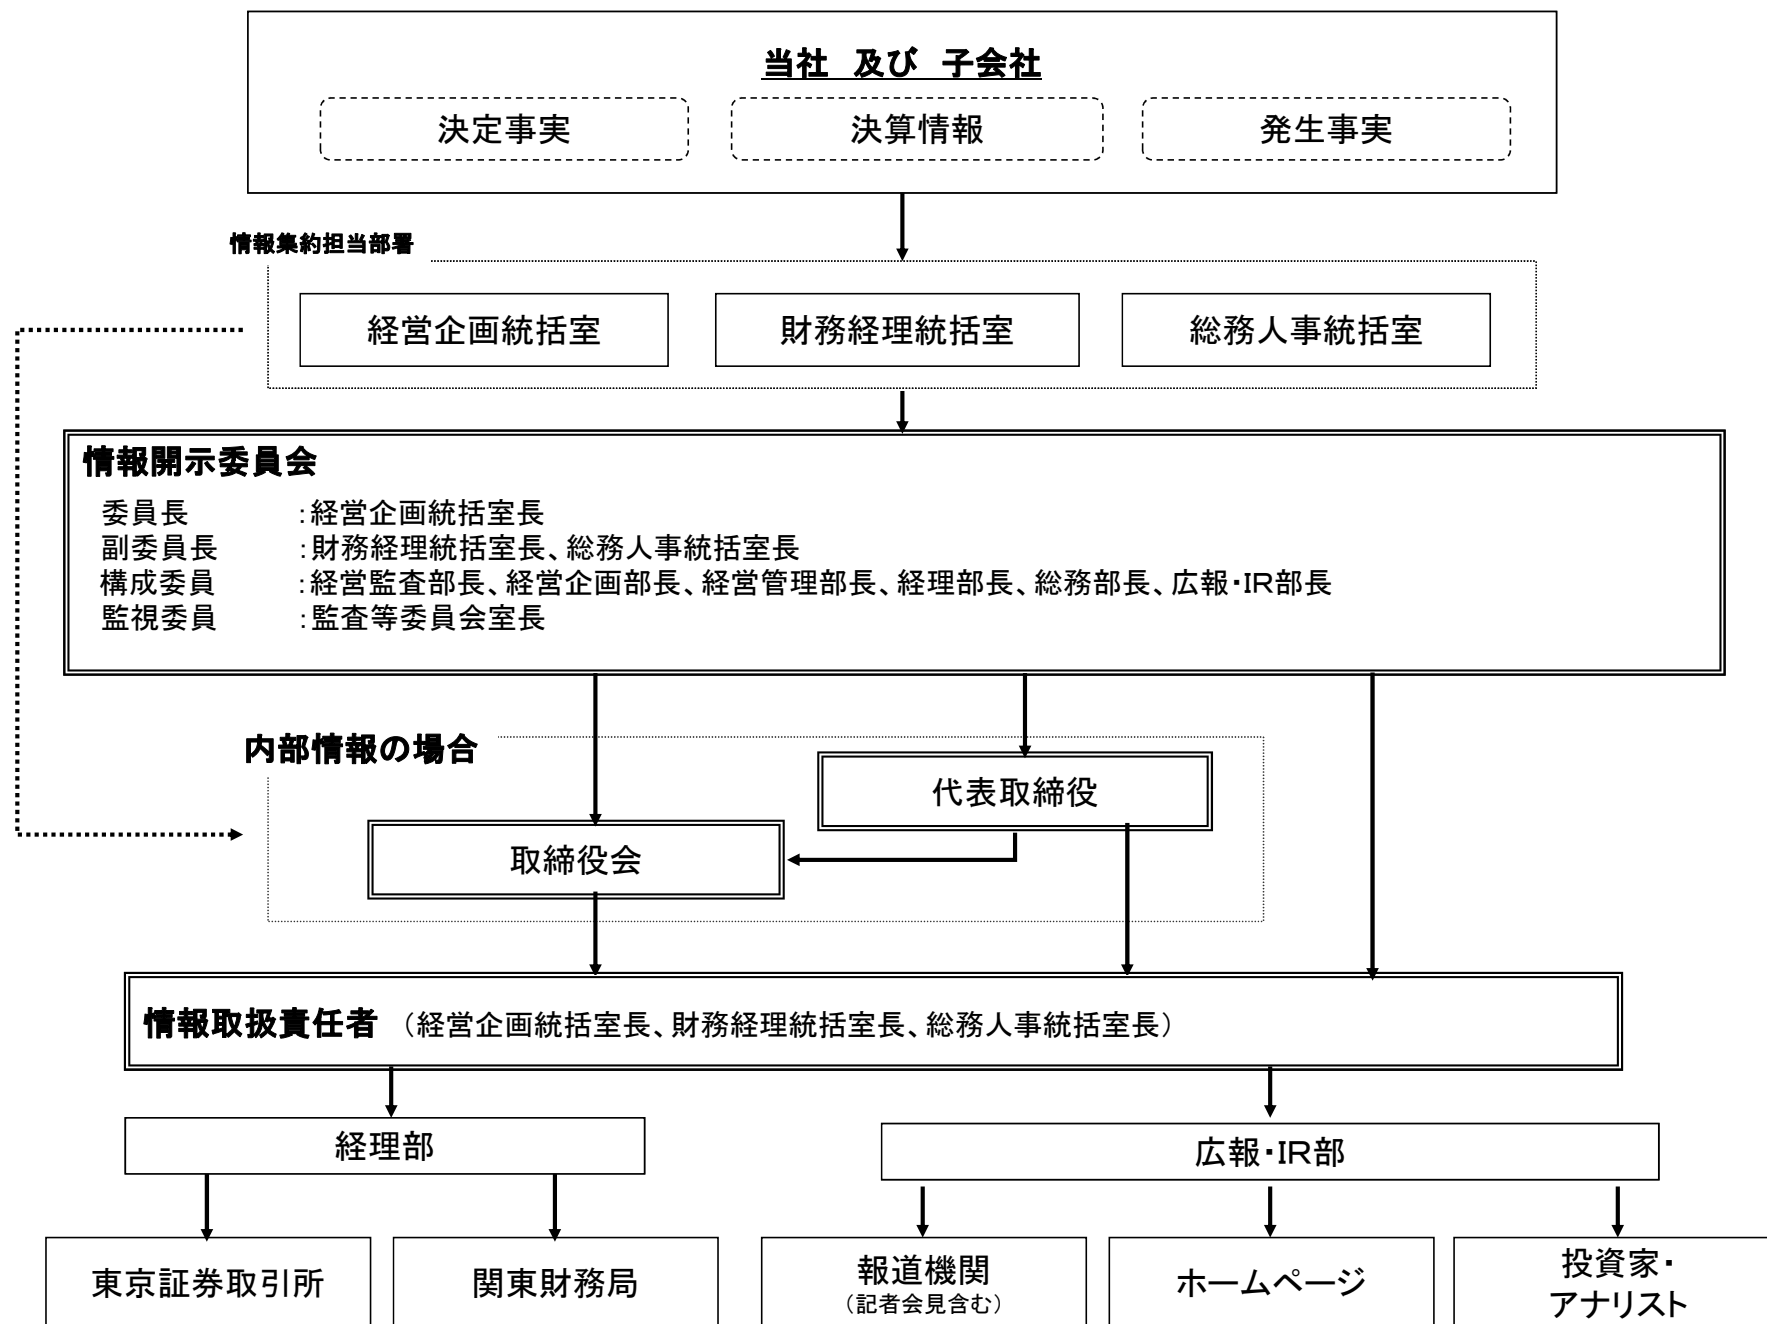 当社　及び　子会社
決定事実
決算情報
発生事実
情報集約担当部署
経営企画統括室
財務経理統括室
総務人事統括室
情報開示委員会
委員長　：経営企画統括室長
副委員長　：財務経理統括室長、総務人事統括室長
構成委員　：経営監査部長、経営企画部長、経営管理部長、経理部長、総務部長、広報・IR部長
監視委員　：監査等委員会室長
内部情報の場合
代表取締役
取締役会
情報取扱責任者　（経営企画統括室長、財務経理統括室長、総務人事統括室長）
経理部
広報・IR部
東京証券取引所
関東財務局
報道機関
（記者会見含む）
ホームページ
投資家・
アナリスト